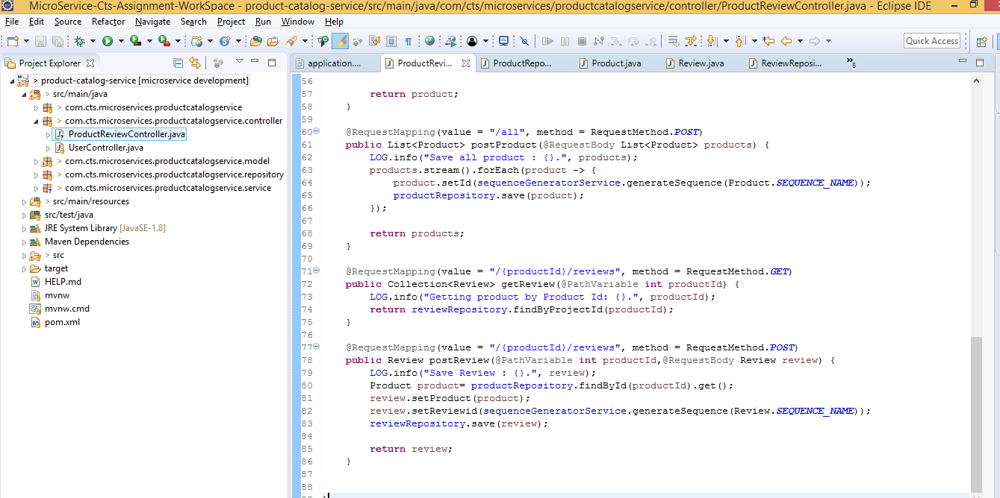 MicroService-Cts-Assignment-WorkSpace - product-catalog-service/src/main/java/com/cts/microservices/productcatalogservice/controller/ProductReviewController.java - Eclipse IDE
File Edit Source Refactor Navigate Search Project Run Window Help
Quick Access
Project Explorer
application....
ProductRevi...
ProductRepo...
Product.java
Review.java
ReviewReposi...
»8
> product-catalog-service [microservice development]
> src/main/java
> com.cts.microservices.productcatalogservice
> com.cts.microservices.productcatalogservice.controller
ProductReviewController.java
UserController.java
> com.cts.microservices.productcatalogservice.model
> com.cts.microservices.productcatalogservice.repository
> com.cts.microservices.productcatalogservice.service
> src/main/resources
src/test/java
JRE System Library [JavaSE-1.8]
Maven Dependencies
> src
target
HELP.md
mvnw
mvnw.cmd
pom.xml
56
57 return product;
58 }
59
60 @RequestMapping(value = "/all", method = RequestMethod.POST)
61 public List<Product> postProduct(@RequestBody List<Product> products) {
62 LOG.info("Save all product : {}.", products);
63 products.stream().forEach(product -> {
64 product.setId(sequenceGeneratorService.generateSequence(Product.SEQUENCE_NAME));
65 productRepository.save(product);
66 });
67
68 return products;
69 }
70
71 @RequestMapping(value = "/{productId}/reviews", method = RequestMethod.GET)
72 public Collection<Review> getReview(@PathVariable int productId) {
73 LOG.info("Getting product by Product Id: {}.", productId);
74 return reviewRepository.findByProjectId(productId);
75 }
76
77 @RequestMapping(value = "/{productId}/reviews", method = RequestMethod.POST)
78 public Review postReview(@PathVariable int productId,@RequestBody Review review) {
79 LOG.info("Save Review : {}.", review);
80 Product product= productRepository.findById(productId).get();
81 review.setProduct(product);
82 review.setReviewid(sequenceGeneratorService.generateSequence(Review.SEQUENCE_NAME));
83 reviewRepository.save(review);
84
85 return review;
86 }
87
88